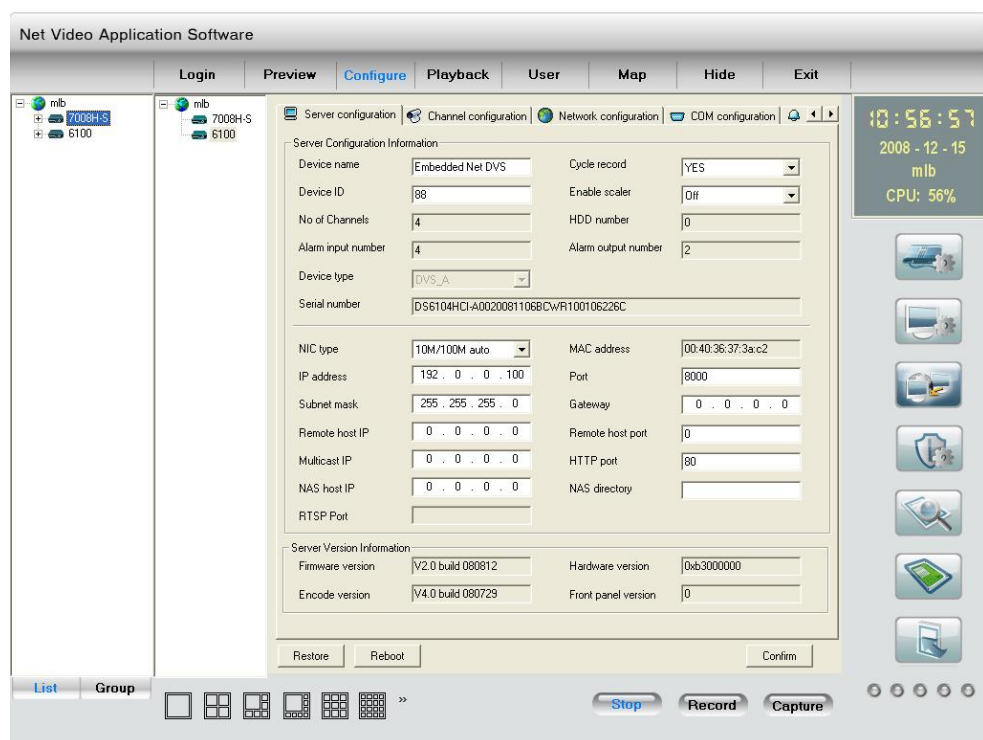 Net Video Application Software
Login Preview Configure Playback User Map Hide Exit
mlb
7008H-S
6100
mlb
7008H-S
6100
Server configuration Channel configuration Network configuration COM configuration
Server Configuration Information
Device name Embedded Net DVS Cycle record YES
Device ID 88 Enable scaler Off
No of Channels 4 HDD number 0
Alarm input number 4 Alarm output number 2
Device type DVS_A
Serial number DS6104HCI-A0020081106BCWR100106226C
NIC type 10M/100M auto MAC address 00:40:36:37:3a:c2
IP address 192 . 0 . 0 . 100 Port 8000
Subnet mask 255 . 255 . 255 . 0 Gateway 0 . 0 . 0 . 0
Remote host IP 0 . 0 . 0 . 0 Remote host port 0
Multicast IP 0 . 0 . 0 . 0 HTTP port 80
NAS host IP 0 . 0 . 0 . 0 NAS directory
RTSP Port
Server Version Information
Firmware version V2.0 build 080812 Hardware version 0xb3000000
Encode version V4.0 build 080729 Front panel version 0
Restore Reboot Confirm
10:56:57
2008 - 12 - 15
mlb
CPU: 56%
List Group
»
Stop Record Capture